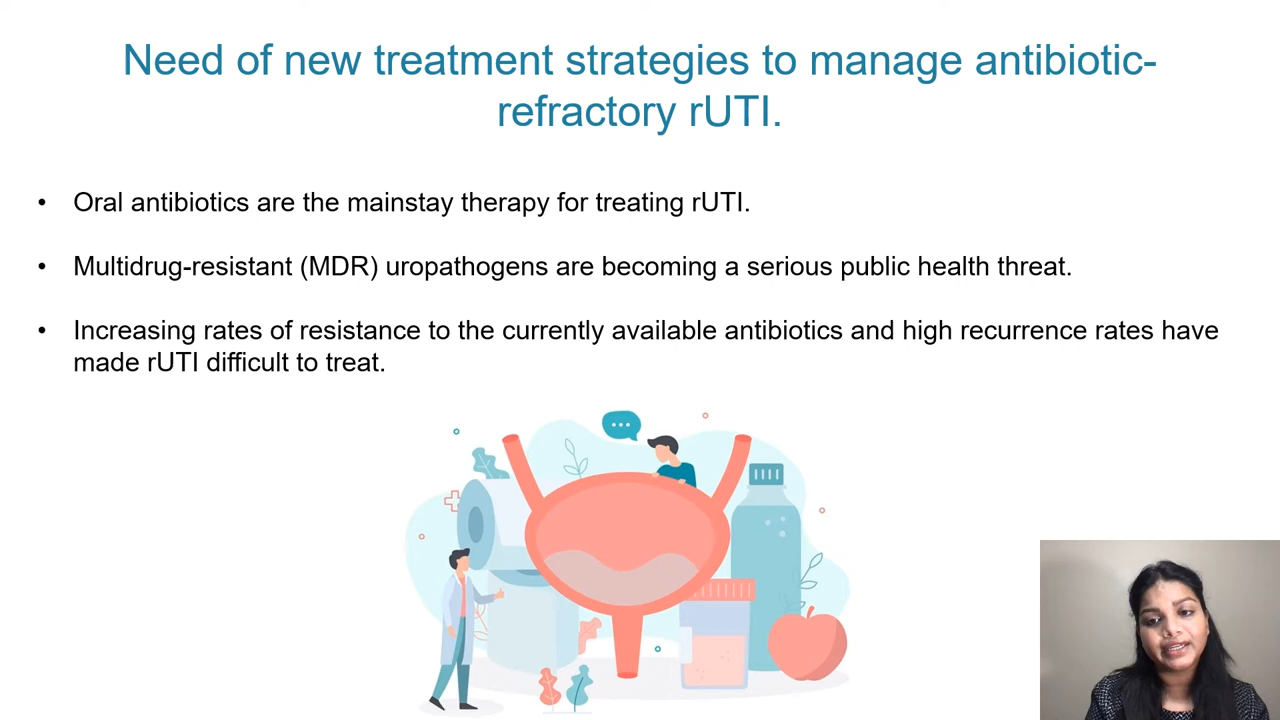 Need of new treatment strategies to manage antibiotic-
refractory rUTI.
• Oral antibiotics are the mainstay therapy for treating rUTI.
• Multidrug-resistant (MDR) uropathogens are becoming a serious public health threat.
• Increasing rates of resistance to the currently available antibiotics and high recurrence rates have
made rUTI difficult to treat.